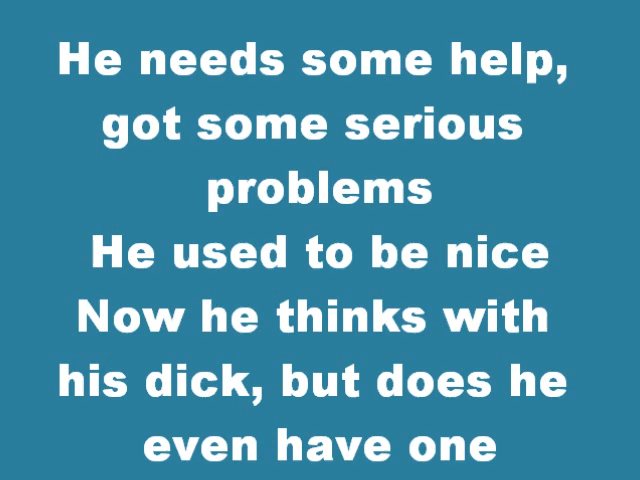 He needs some help,
got some serious
problems
He used to be nice
Now he thinks with
his dick, but does he
even have one